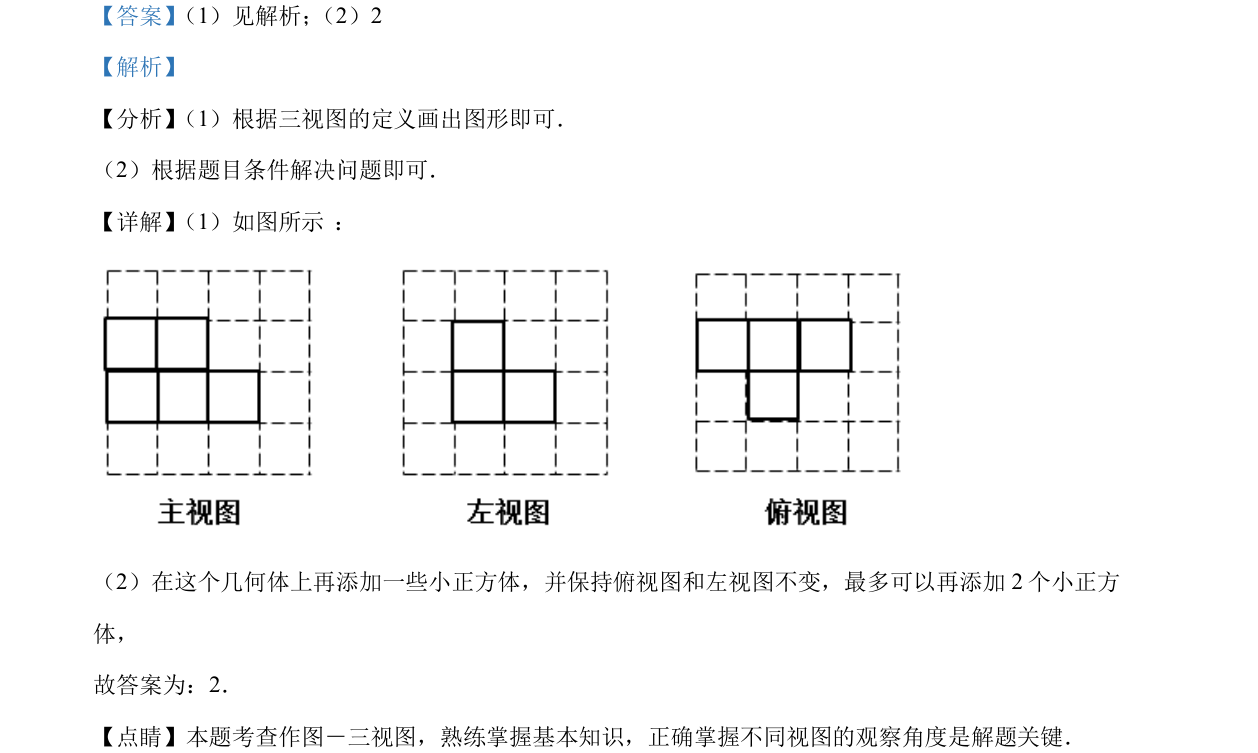 【答案】（1）见解析；（2）2
【解析】
【分析】（1）根据三视图的定义画出图形即可．
（2）根据题目条件解决问题即可．
【详解】（1）如图所示 ：
主视图 左视图 俯视图
（2）在这个几何体上再添加一些小正方体，并保持俯视图和左视图不变，最多可以再添加 2 个小正方
体，
故答案为：2．
【点睛】本题考查作图－三视图，熟练掌握基本知识，正确掌握不同视图的观察角度是解题关键．